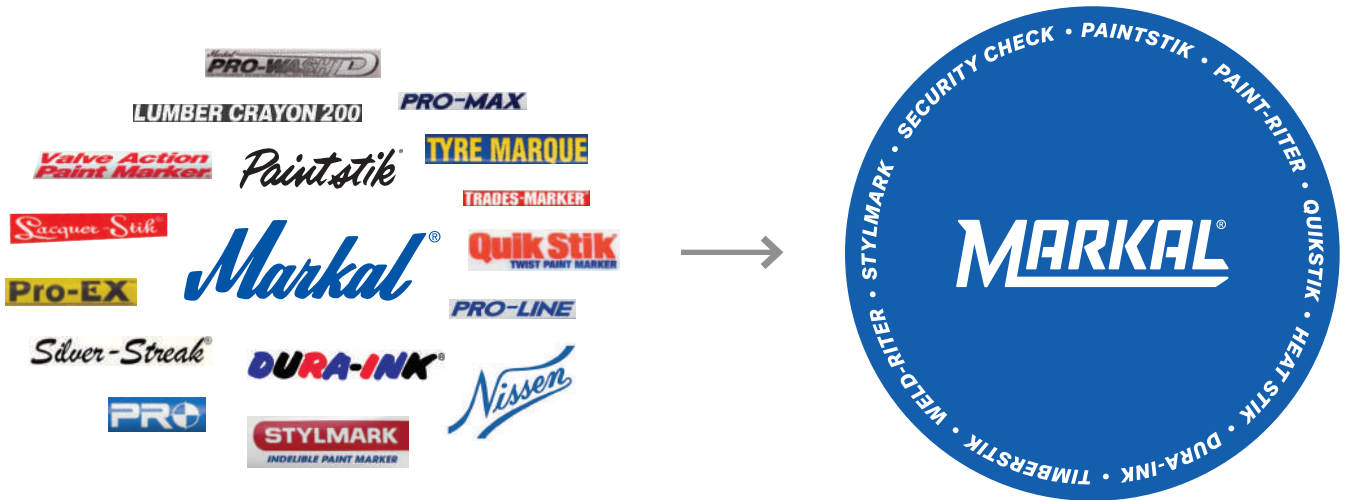 Markal
PRO-WASH D
LUMBER CRAYON 200
PRO-MAX
Valve Action
Paint Marker
Paintstik®
TYRE MARQUE
TRADES-MARKER
Lacquer-Stik®
Markal®
Quik Stik®
TWIST PAINT MARKER
Pro-EX
PRO-LINE
Silver-Streak®
DURA-INK®
Nissen
PRO
STYLMARK
INDELIBLE PAINT MARKER
SECURITY CHECK • PAINTSTIK • PAINT-RITER • QUIKSTIK • HEAT STIK • DURA-INK • TIMBERSTIK • WELD-RITER • STYLMARK •
MARKAL®